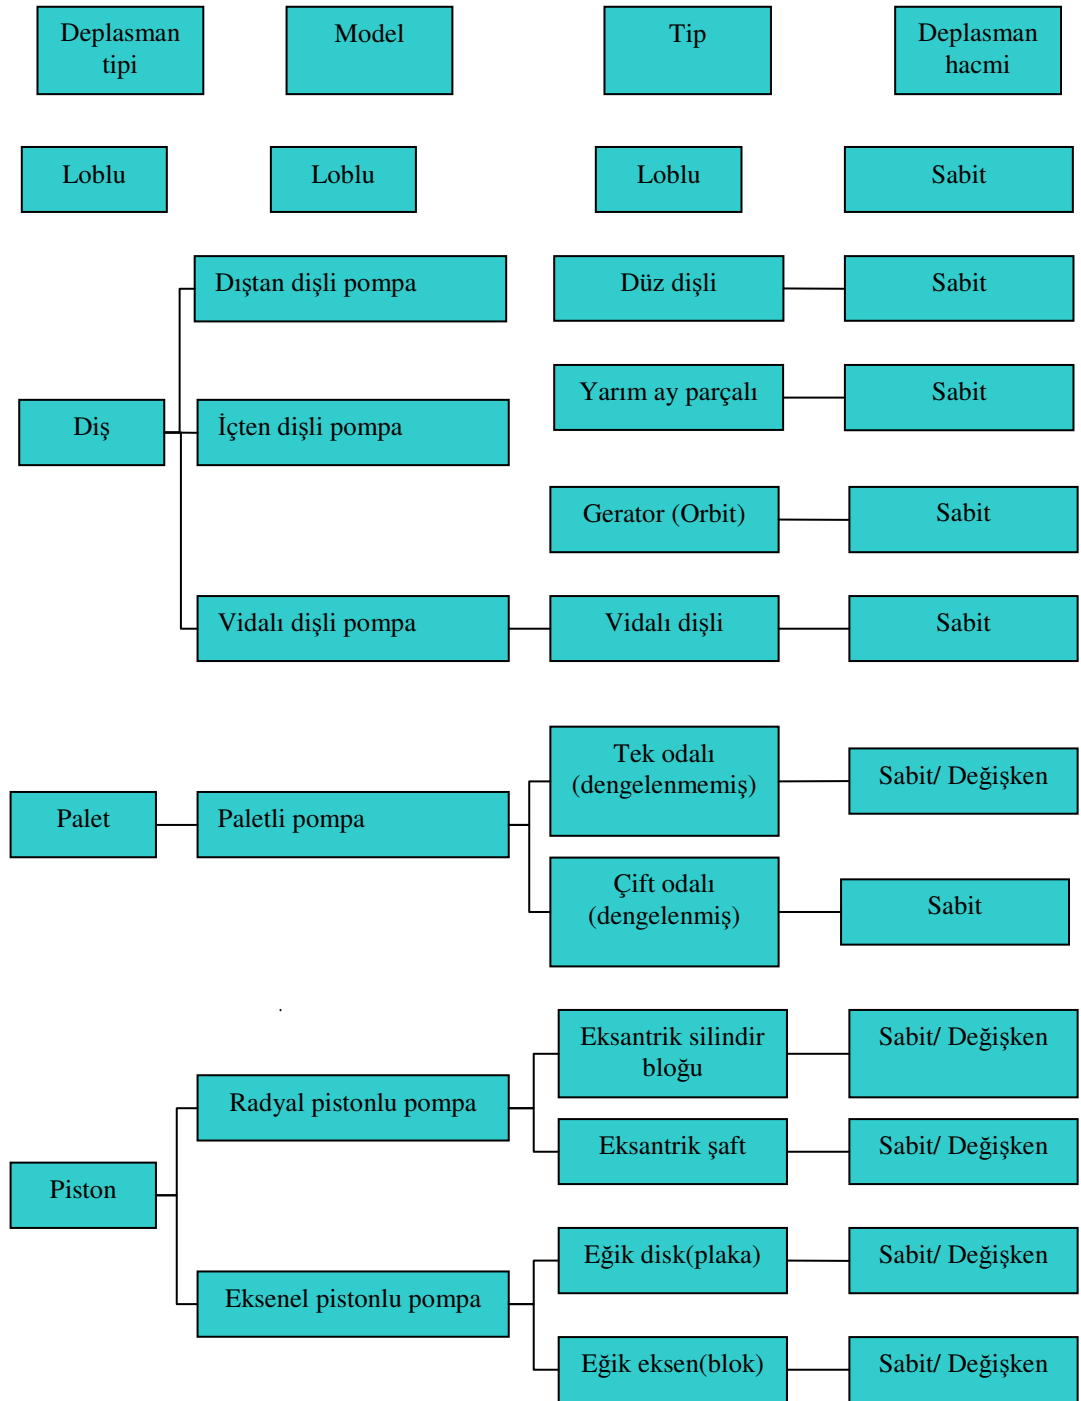 Deplasman
tipi
Model
Tip
Deplasman
hacmi
Loblu
Loblu
Loblu
Sabit
Dıştan dişli pompa
Düz dişli
Sabit
Yarım ay parçalı
Sabit
Diş
İçten dişli pompa
Gerator (Orbit)
Sabit
Vidalı dişli pompa
Vidalı dişli
Sabit
Tek odalı
(dengelenmemiş)
Sabit/ Değişken
Palet
Paletli pompa
Çift odalı
(dengelenmiş)
Sabit
Eksantrik silindir
bloğu
Sabit/ Değişken
Radyal pistonlu pompa
Eksantrik şaft
Sabit/ Değişken
Piston
Eğik disk(plaka)
Sabit/ Değişken
Eksenel pistonlu pompa
Eğik eksen(blok)
Sabit/ Değişken